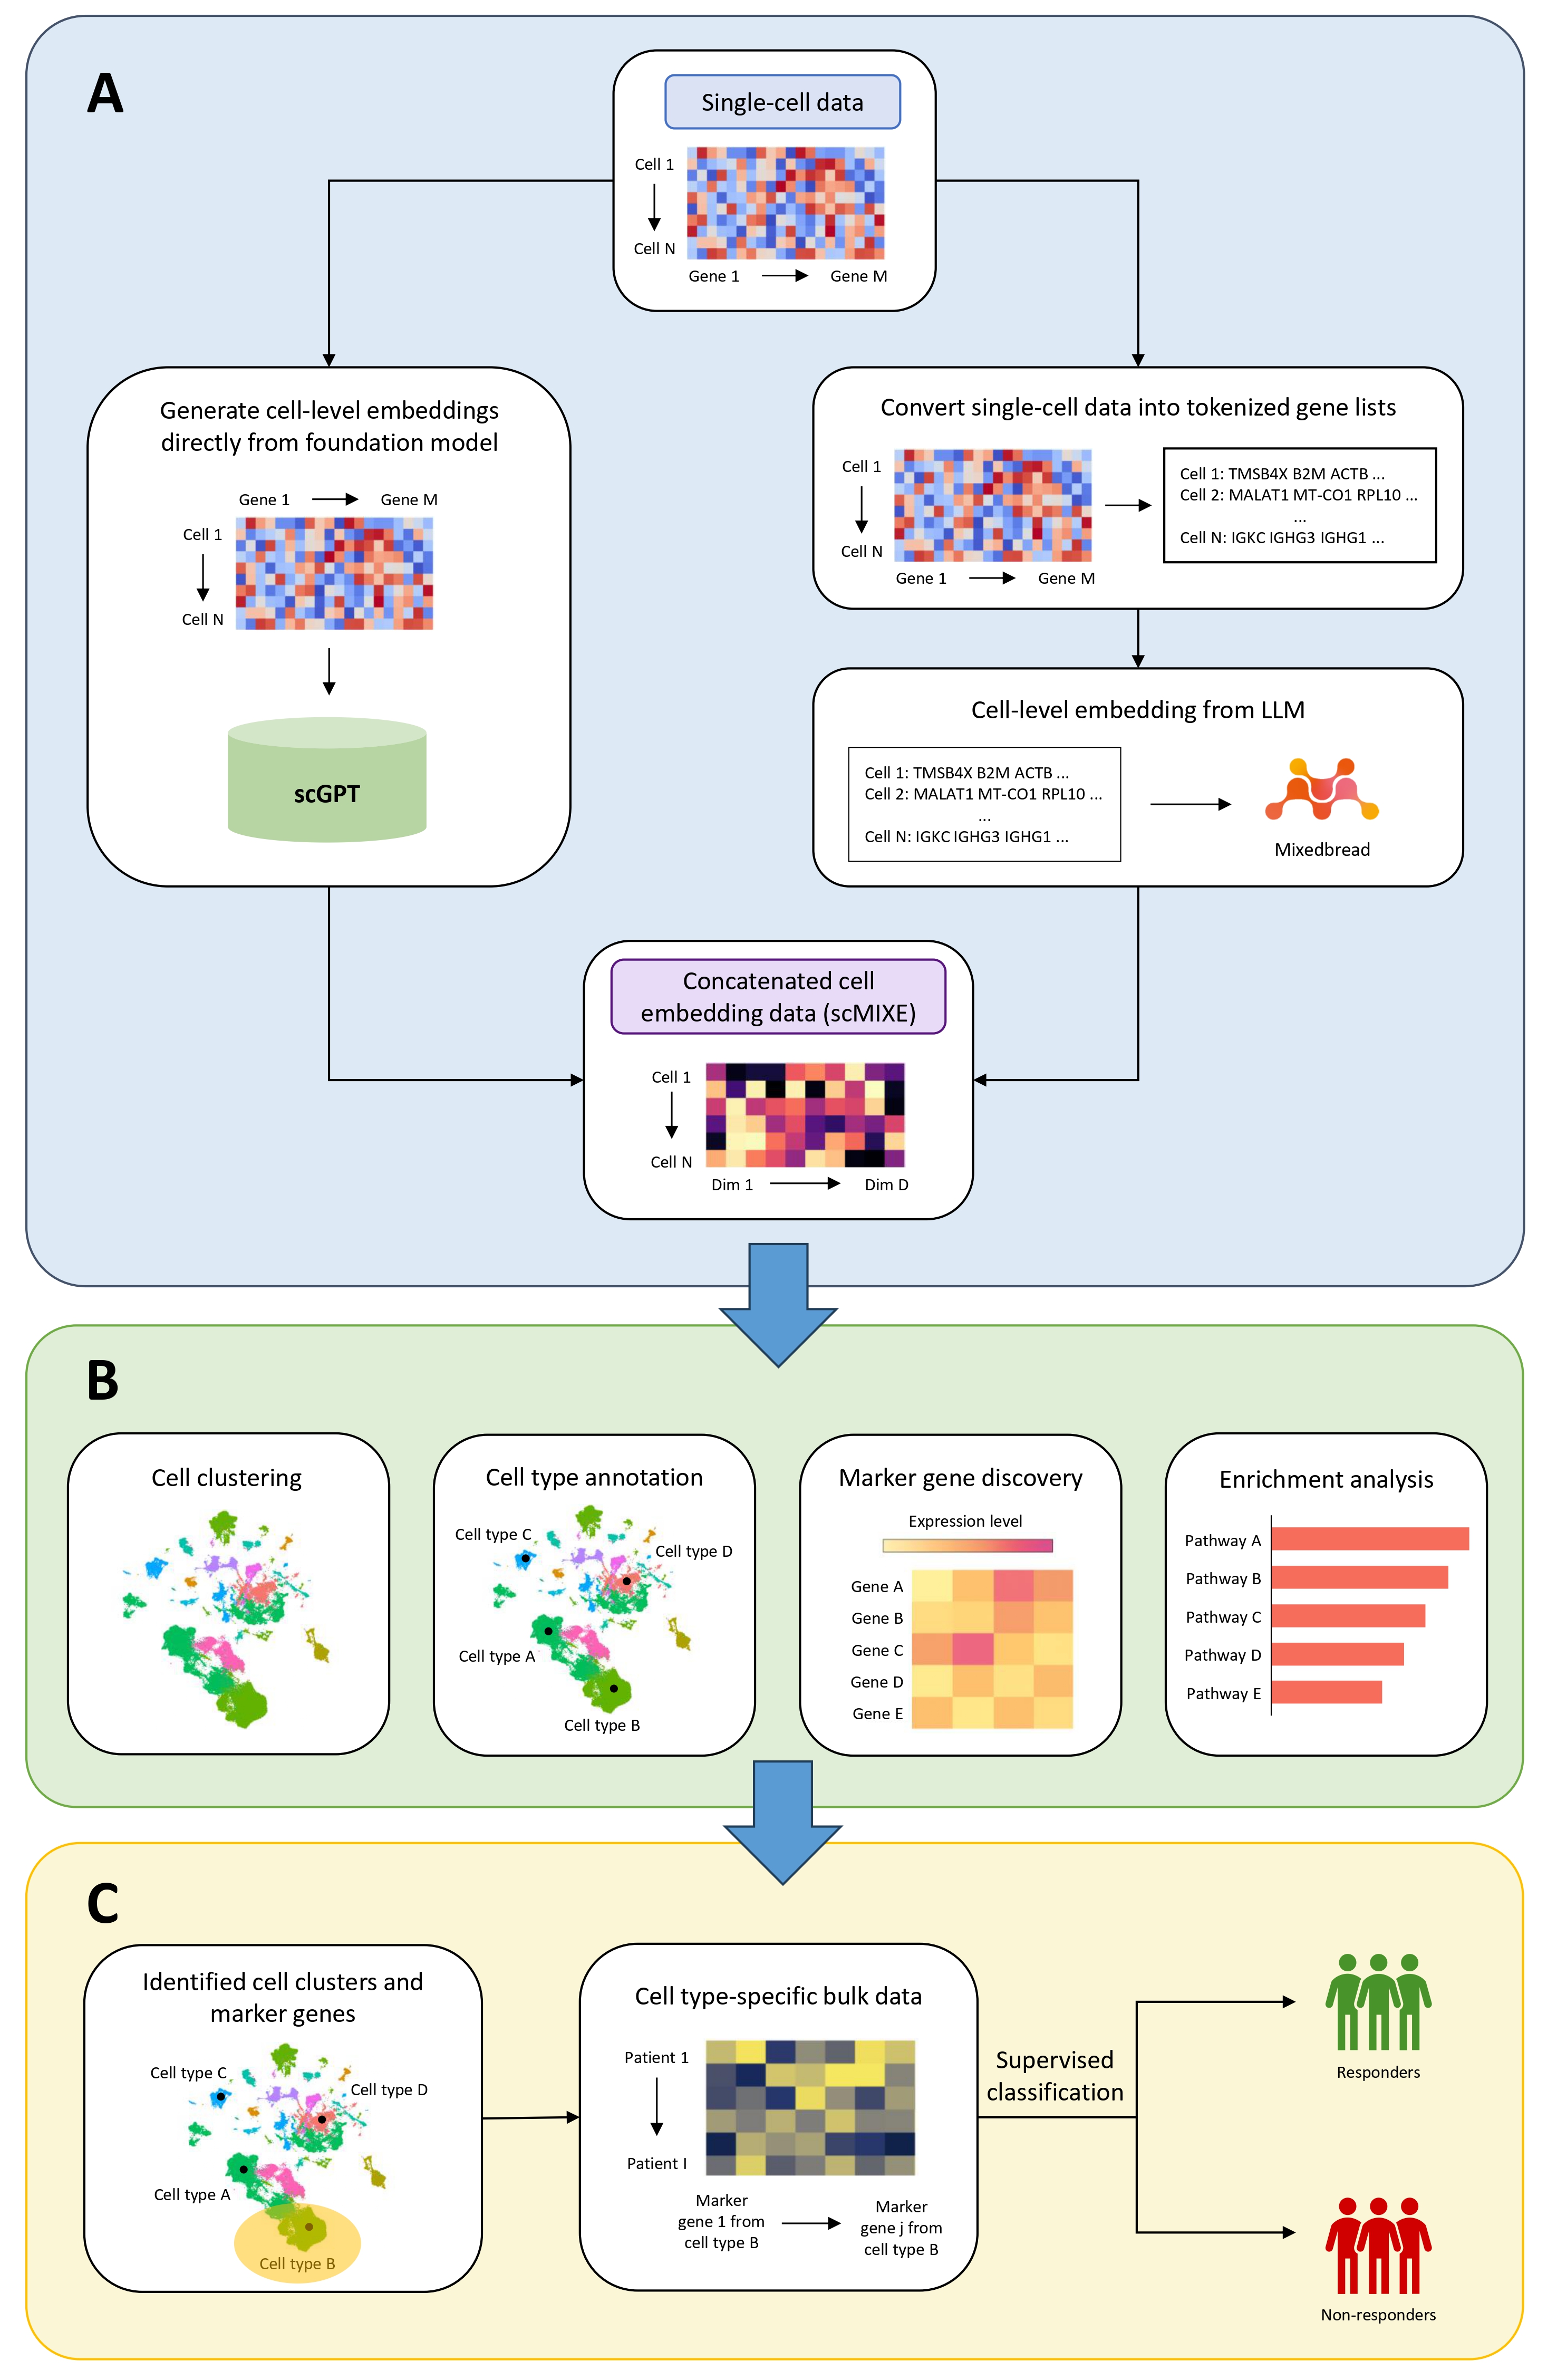 A
Single-cell data
Cell 1
Cell N
Gene 1
Gene M
Generate cell-level embeddings
directly from foundation model
Gene 1
Gene M
Cell 1
Cell N
scGPT
Convert single-cell data into tokenized gene lists
Cell 1
Cell N
Gene 1
Gene M
Cell 1: TMSB4X B2M ACTB ...
Cell 2: MALAT1 MT-CO1 RPL10 ...
...
Cell N: IGKC IGHG3 IGHG1 ...
Cell-level embedding from LLM
Cell 1: TMSB4X B2M ACTB ...
Cell 2: MALAT1 MT-CO1 RPL10 ...
...
Cell N: IGKC IGHG3 IGHG1 ...
Mixedbread
Concatenated cell
embedding data (scMIXE)
Cell 1
Cell N
Dim 1
Dim D
B
Cell clustering
Cell type annotation
Cell type C
Cell type D
Cell type A
Cell type B
Marker gene discovery
Expression level
Gene A
Gene B
Gene C
Gene D
Gene E
Enrichment analysis
Pathway A
Pathway B
Pathway C
Pathway D
Pathway E
C
Identified cell clusters and
marker genes
Cell type C
Cell type D
Cell type A
Cell type B
Cell type-specific bulk data
Patient 1
Patient I
Marker
gene 1 from
cell type B
Marker
gene j from
cell type B
Supervised
classification
Responders
Non-responders